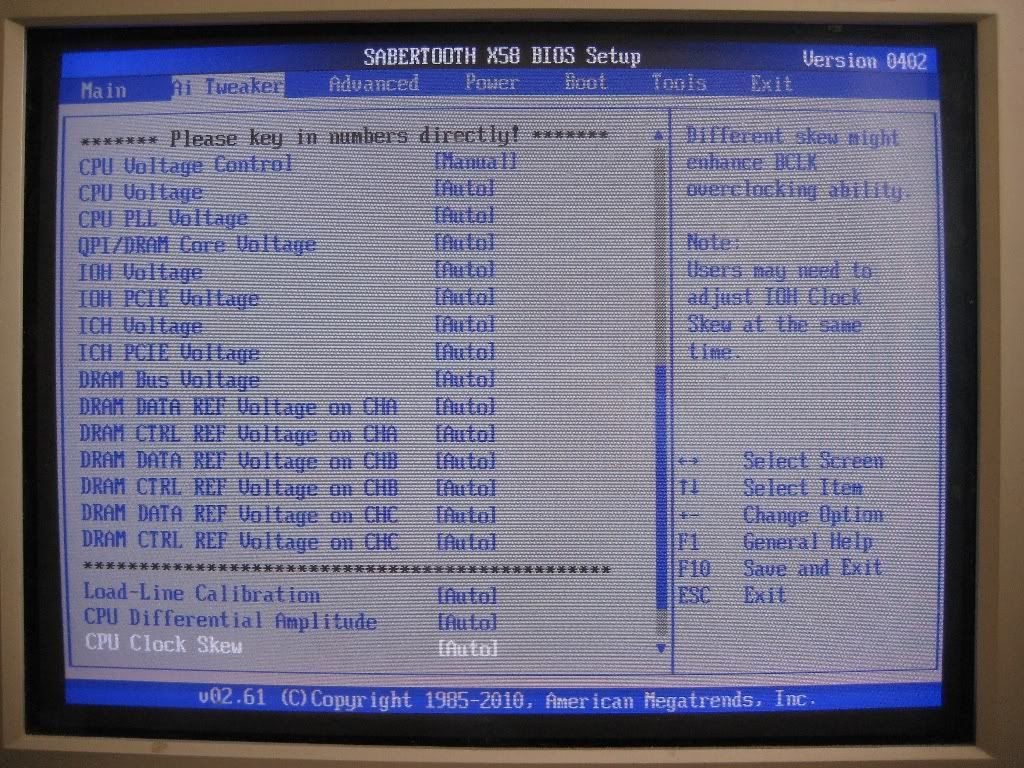 SABERTOOTH X58 BIOS Setup Version 0402
Main Ai Tweaker Advanced Power Boot Tools Exit
******* Please key in numbers directly! *******
CPU Voltage Control [Manual]
CPU Voltage [Auto]
CPU PLL Voltage [Auto]
QPI/DRAM Core Voltage [Auto]
IOH Voltage [Auto]
IOH PCIE Voltage [Auto]
ICH Voltage [Auto]
ICH PCIE Voltage [Auto]
DRAM Bus Voltage [Auto]
DRAM DATA REF Voltage on CHA [Auto]
DRAM CTRL REF Voltage on CHA [Auto]
DRAM DATA REF Voltage on CHB [Auto]
DRAM CTRL REF Voltage on CHB [Auto]
DRAM DATA REF Voltage on CHC [Auto]
DRAM CTRL REF Voltage on CHC [Auto]
***********************************************
Load-Line Calibration [Auto]
CPU Differential Amplitude [Auto]
CPU Clock Skew [Auto]
Different skew might
enhance BCLK
overclocking ability.
Note:
Users may need to
adjust IOH Clock
Skew at the same
time.
↔ Select Screen
↑↓ Select Item
+- Change Option
F1 General Help
F10 Save and Exit
ESC Exit
v02.61 (C)Copyright 1985-2010, American Megatrends, Inc.